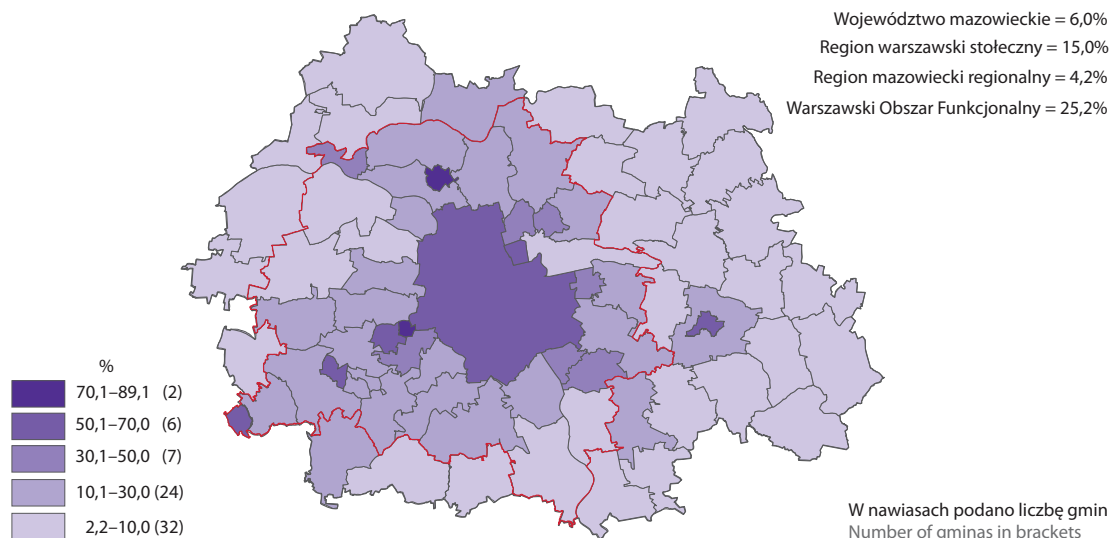 Województwo mazowieckie = 6,0%
Region warszawski stołeczny = 15,0%
Region mazowiecki regionalny = 4,2%
Warszawski Obszar Funkcjonalny = 25,2%
%
70,1–89,1 (2)
50,1–70,0 (6)
30,1–50,0 (7)
10,1–30,0 (24)
2,2–10,0 (32)
W nawiasach podano liczbę gmin
Number of gminas in brackets